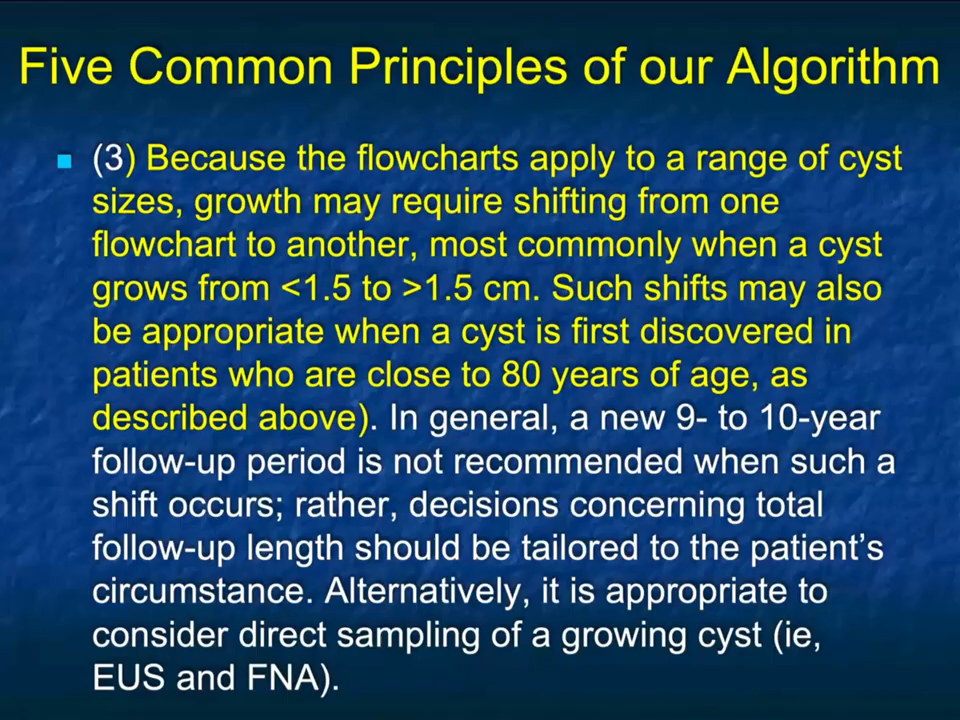 Five Common Principles of our Algorithm
(3) Because the flowcharts apply to a range of cyst
sizes, growth may require shifting from one
flowchart to another, most commonly when a cyst
grows from <1.5 to >1.5 cm. Such shifts may also
be appropriate when a cyst is first discovered in
patients who are close to 80 years of age, as
described above). In general, a new 9- to 10-year
follow-up period is not recommended when such a
shift occurs; rather, decisions concerning total
follow-up length should be tailored to the patient’s
circumstance. Alternatively, it is appropriate to
consider direct sampling of a growing cyst (ie,
EUS and FNA).